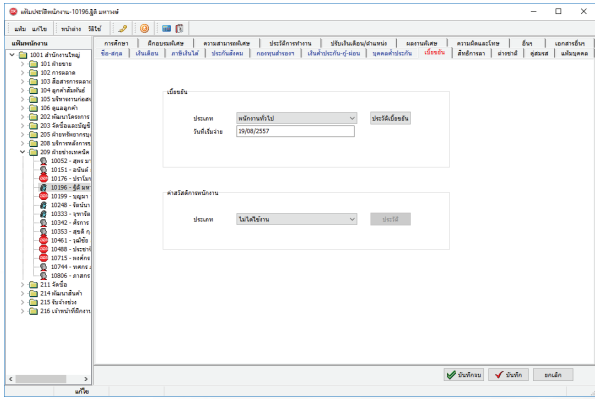 แฟ้มประวัติพนักงาน-10196.ฐิติ มหาวงษ์
แฟ้ม แก้ไข หน้าต่าง วิธีใช้
แฟ้มพนักงาน
1001 สำนักงานใหญ่
101 ฝ่ายขาย
102 การตลาด
103 สื่อสารการตลาด
104 ลูกค้าสัมพันธ์
105 บริหารงานก่อส
106 ดูแลลูกค้า
202 พัฒนาโครงการ
203 จัดซื้อและบัญชี
205 ฝ่ายทรัพยากรบุ
208 บริหารหลังการข
209 ฝ่ายช่างเทคนิค
10052 -
10151 -
10176 - ปราโมท
10196 - ฐิติ มหา
10199 - บุญมา
10248 - รัตน์นา
10333 - จุฑารัต
10342 - ศิรการ
10353 - สุขดี กุ
10461 - วุฒิชัย
10488 - ประชาธิ
10715 - พงศ์กร
10744 - ทศกร
10806 - ภาสกร
211 จัดซื้อ
214 พัฒนาสินค้า
215 รับจ้างช่วง
216 เจ้าหน้าที่ฝึกงาน
การศึกษา ฝึกอบรมพิเศษ ความสามารถพิเศษ ประวัติการทำงาน ปรับเงินเดือน/ตำแหน่ง ผลงานพิเศษ ความผิดและโทษ อื่นๆ เอกสารอื่นๆ
ชื่อ-สกุล เงินเดือน ภาษีเงินได้ ประกันสังคม กองทุนสำรองฯ เงินค้ำประกัน-กู้-ผ่อน บุคคลค้ำประกัน เบี้ยขยัน สิทธิ์การลา ต่างชาติ คู่สมรส แฟ้มบุคคล
เบี้ยขยัน
ประเภท พนักงานทั่วไป ประวัติเบี้ยขยัน
วันที่เริ่มจ่าย 19/08/2557
ค่าสวัสดิการพนักงาน
ประเภท ไม่ได้ใช้งาน ประวัติ
บันทึกจบ บันทึก ยกเลิก
แก้ไข